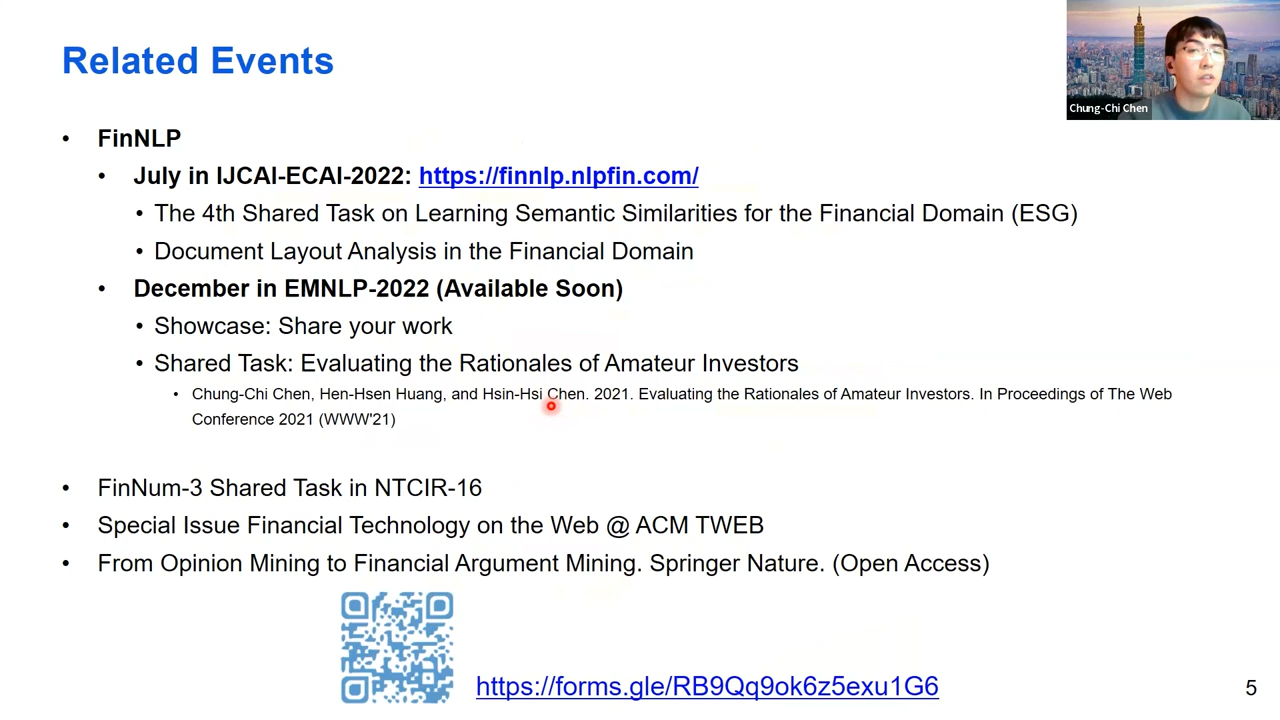 Related Events
Chung-Chi Chen
• FinNLP
• July in IJCAI-ECAI-2022: https://finnlp.nlpfin.com/
• The 4th Shared Task on Learning Semantic Similarities for the Financial Domain (ESG)
• Document Layout Analysis in the Financial Domain
• December in EMNLP-2022 (Available Soon)
• Showcase: Share your work
• Shared Task: Evaluating the Rationales of Amateur Investors
• Chung-Chi Chen, Hen-Hsen Huang, and Hsin-Hsi Chen. 2021. Evaluating the Rationales of Amateur Investors. In Proceedings of The Web
Conference 2021 (WWW'21)
• FinNum-3 Shared Task in NTCIR-16
• Special Issue Financial Technology on the Web @ ACM TWEB
• From Opinion Mining to Financial Argument Mining. Springer Nature. (Open Access)
https://forms.gle/RB9Qq9ok6z5exu1G6
5